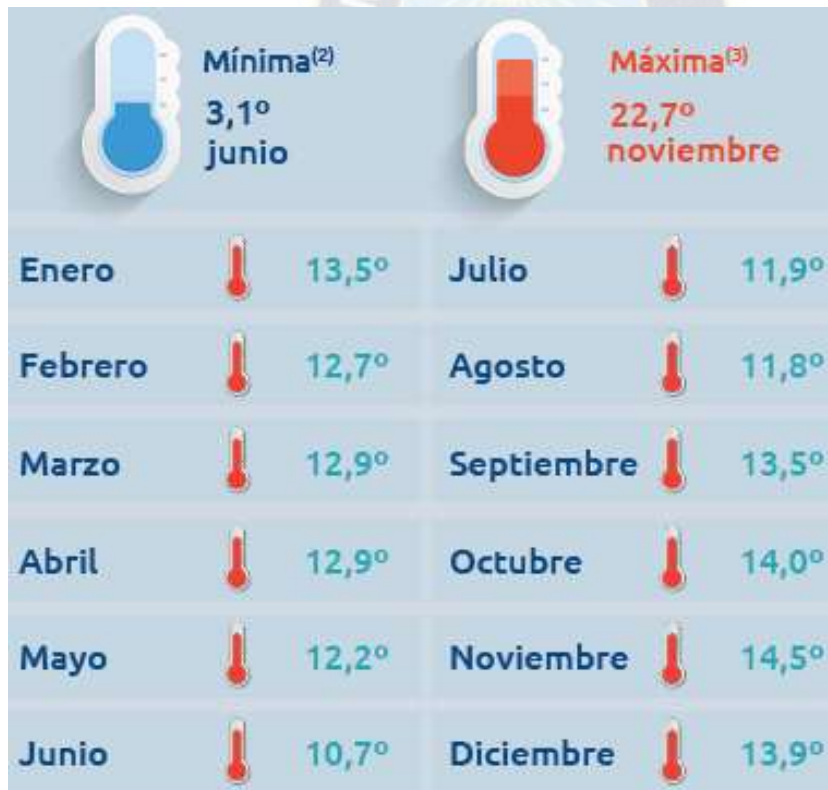 Mínima(2)
3,1º
junio
Máxima(3)
22,7º
noviembre
Enero 13,5º
Julio 11,9º
Febrero 12,7º
Agosto 11,8º
Marzo 12,9º
Septiembre 13,5º
Abril 12,9º
Octubre 14,0º
Mayo 12,2º
Noviembre 14,5º
Junio 10,7º
Diciembre 13,9º